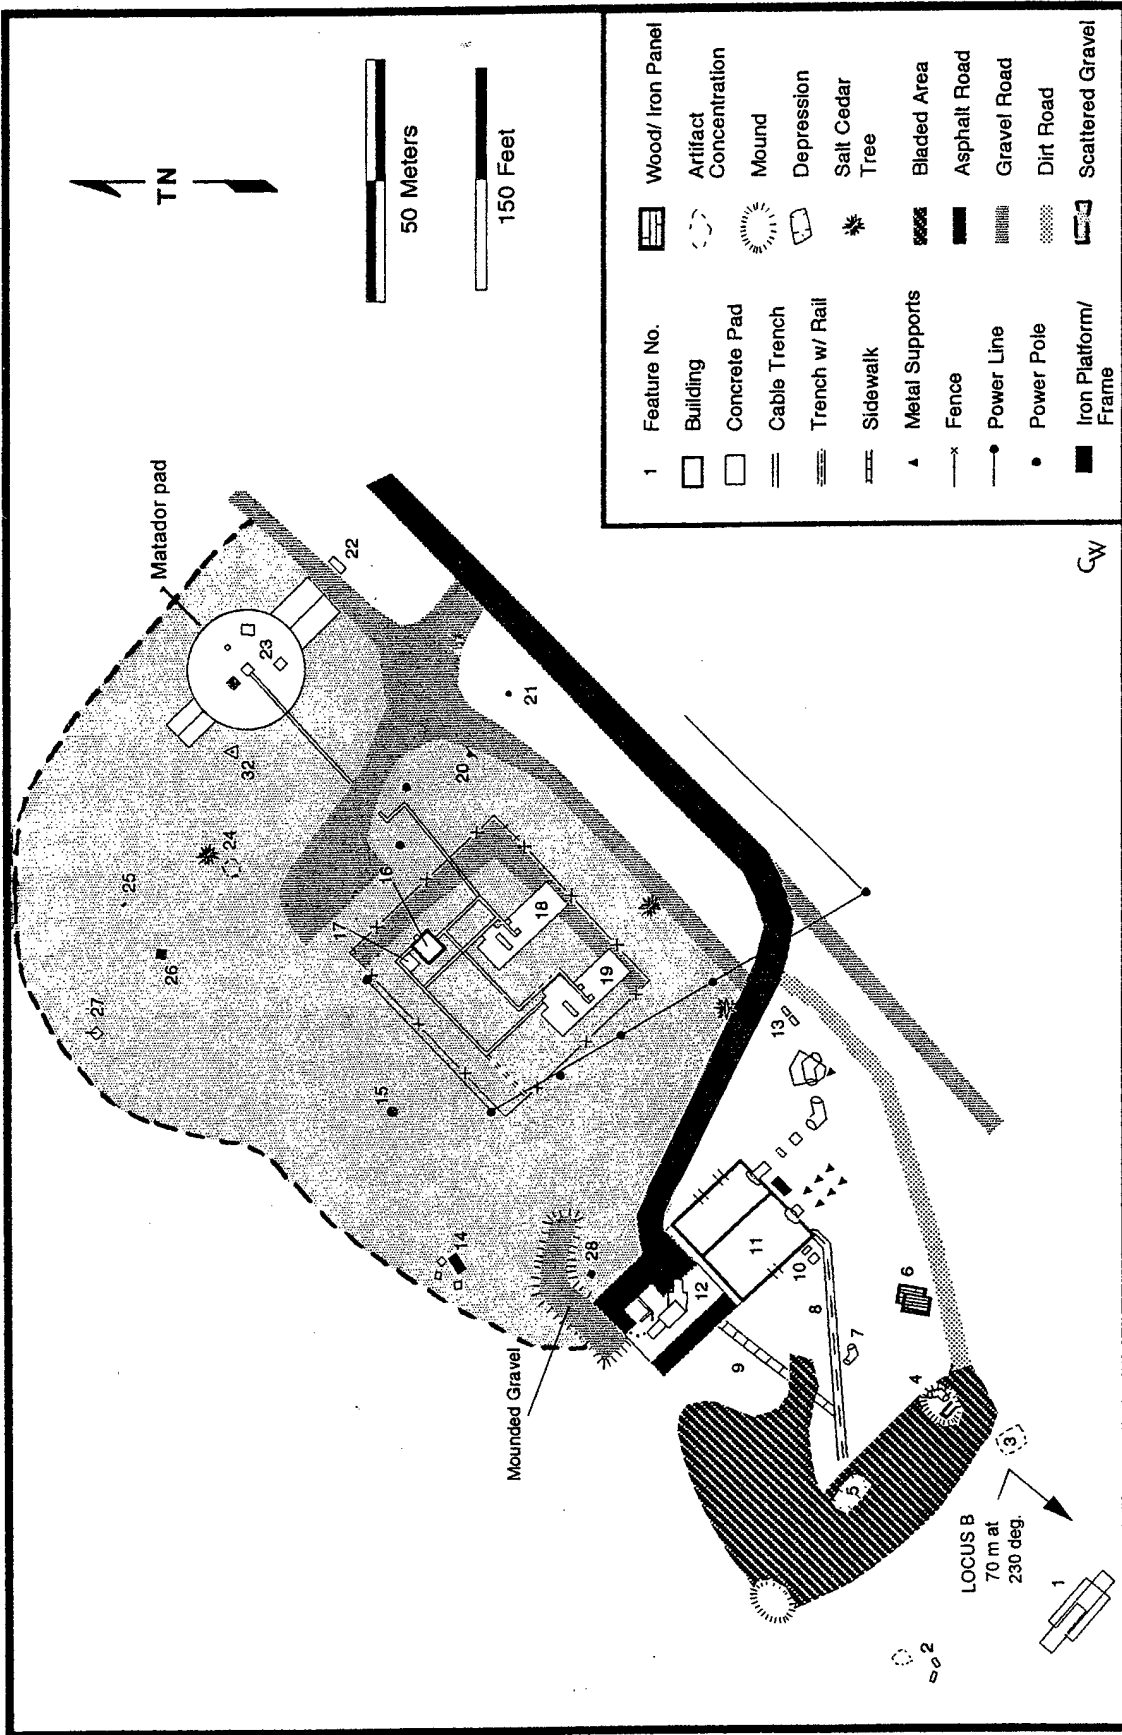 TN
50 Meters
150 Feet
Matador pad
22
23
32
21
20
24
25
26
27
16
17
18
19
15
13
14
28
Mounded Gravel
12
11
10
9
8
7
6
5
4
3
2
1
LOCUS B
70 m at
230 deg.
CW
1 Feature No.
Building
Concrete Pad
Cable Trench
Trench w/ Rail
Sidewalk
Metal Supports
Fence
Power Line
Power Pole
Iron Platform/
Frame
Wood/ Iron Panel
Artifact
Concentration
Mound
Depression
Salt Cedar
Tree
Bladed Area
Asphalt Road
Gravel Road
Dirt Road
Scattered Gravel